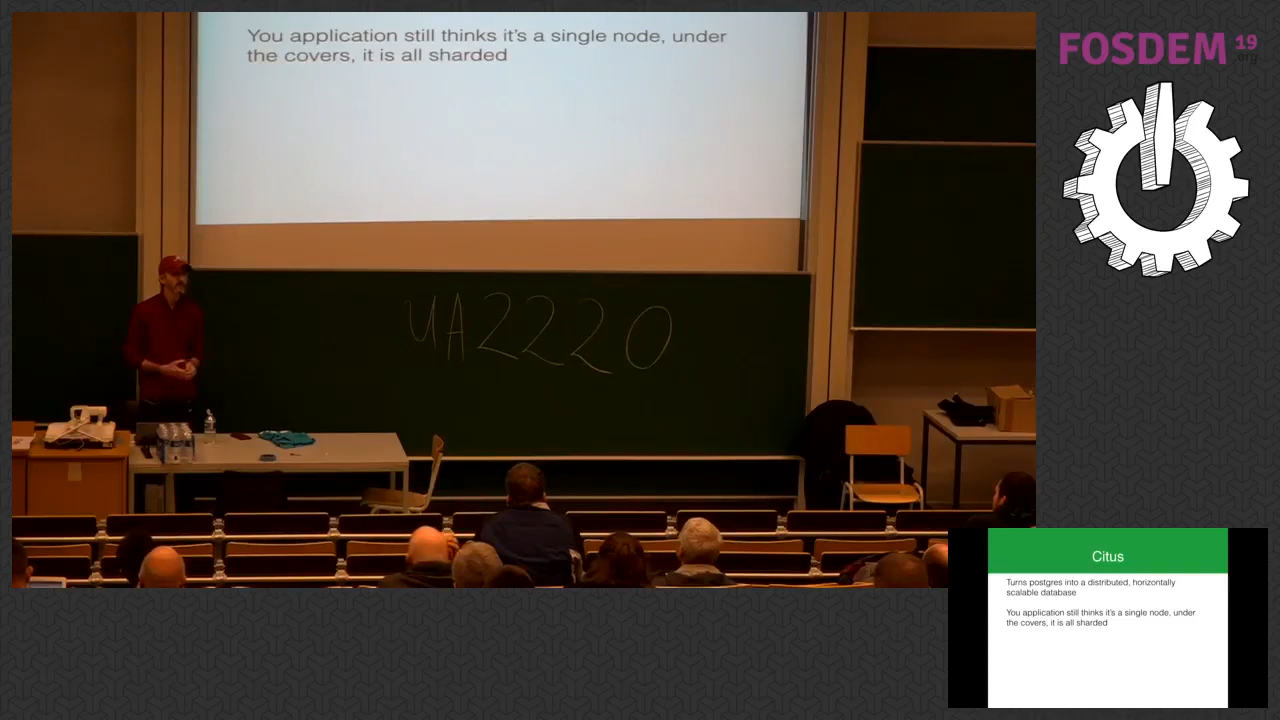 You application still thinks it's a single node, under
the covers, it is all sharded
FOSDEM 19
.org
UA2220
Citus
Turns postgres into a distributed, horizontally
scalable database
You application still thinks it's a single node, under
the covers, it is all sharded